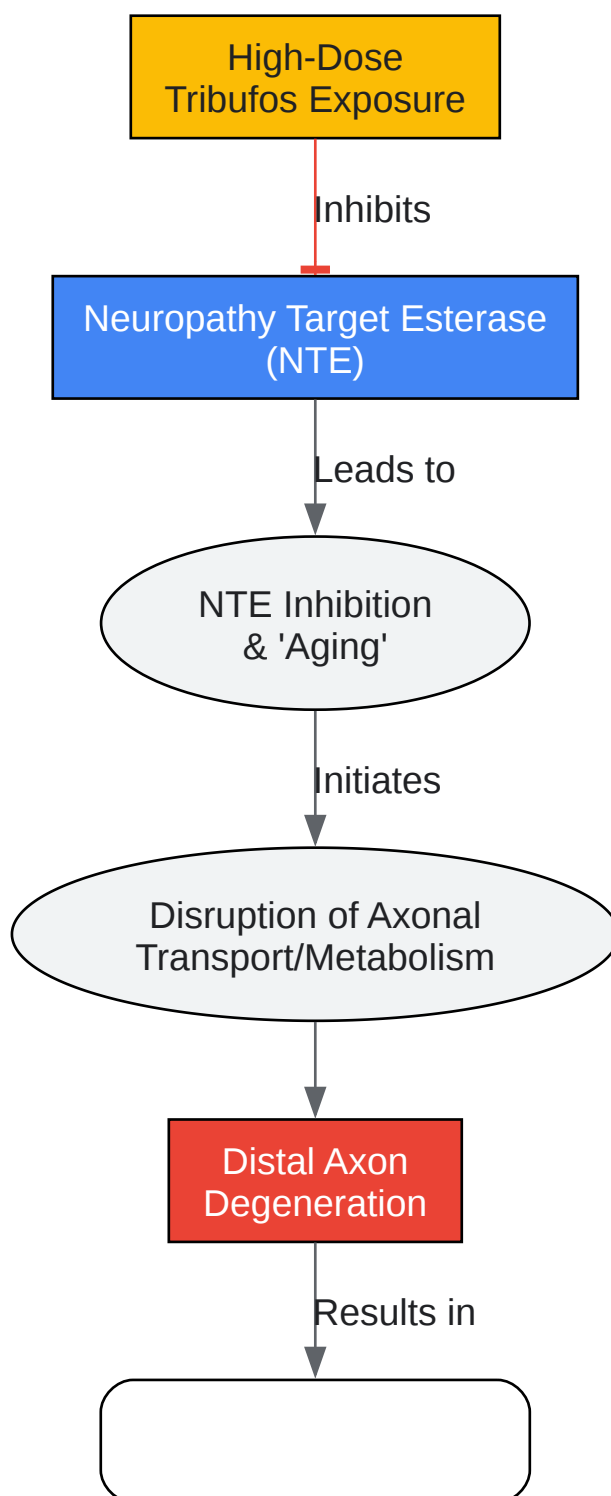 High-Dose
Tribufos Exposure
Inhibits
Neuropathy Target Esterase
(NTE)
Leads to
NTE Inhibition
& 'Aging'
Initiates
Disruption of Axonal
Transport/Metabolism
Distal Axon
Degeneration
Results in